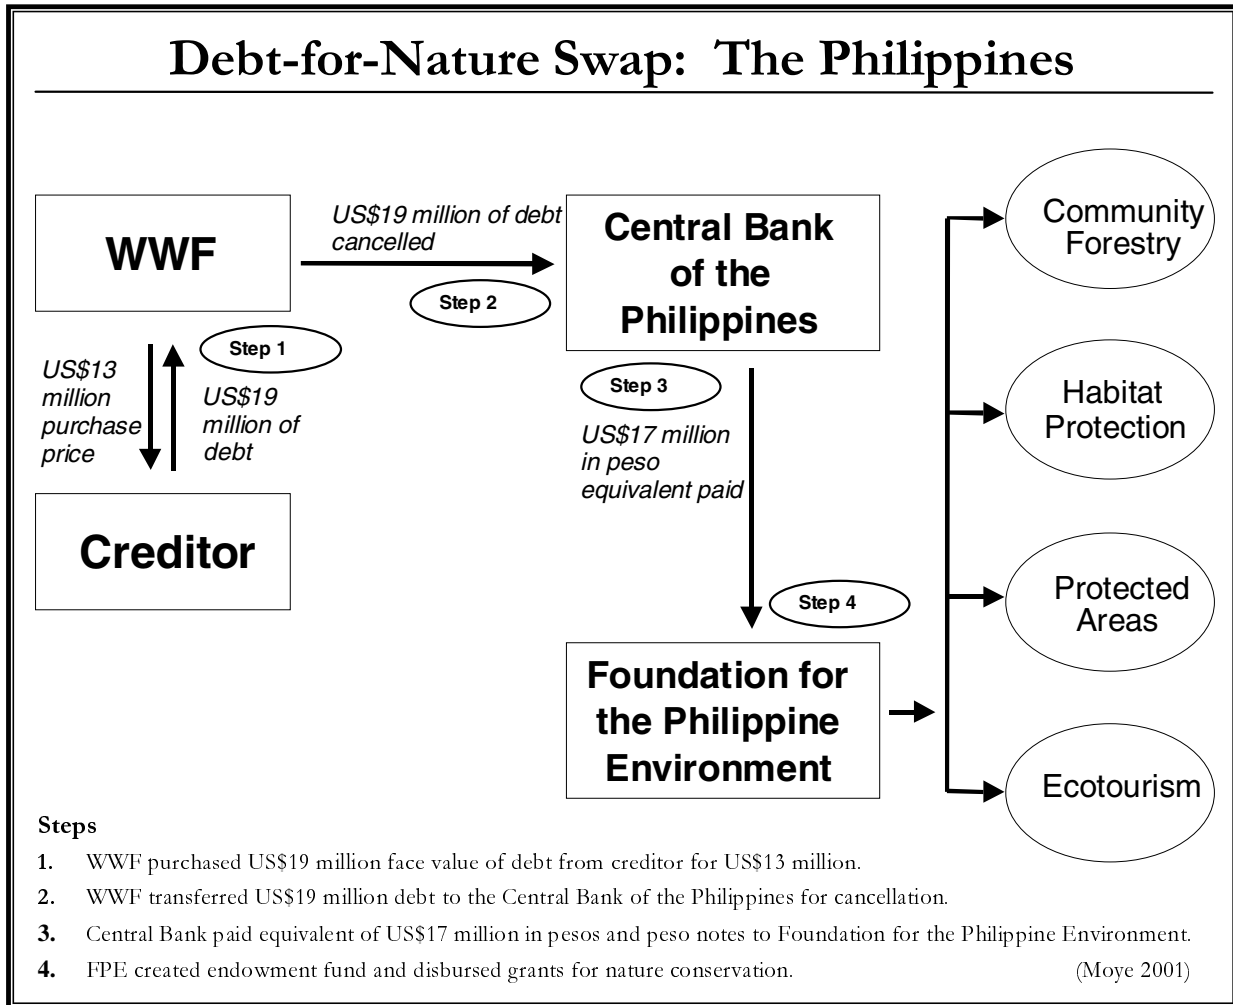 Debt-for-Nature Swap: The Philippines
WWF
US$19 million of debt
cancelled
Step 2
Central Bank
of the
Philippines
Step 1
US$13
million
purchase
price
US$19
million of
debt
Creditor
Step 3
US$17 million
in peso
equivalent paid
Step 4
Foundation for
the Philippine
Environment
Community
Forestry
Habitat
Protection
Protected
Areas
Ecotourism
Steps
1. WWF purchased US$19 million face value of debt from creditor for US$13 million.
2. WWF transferred US$19 million debt to the Central Bank of the Philippines for cancellation.
3. Central Bank paid equivalent of US$17 million in pesos and peso notes to Foundation for the Philippine Environment.
4. FPE created endowment fund and disbursed grants for nature conservation. (Moye 2001)